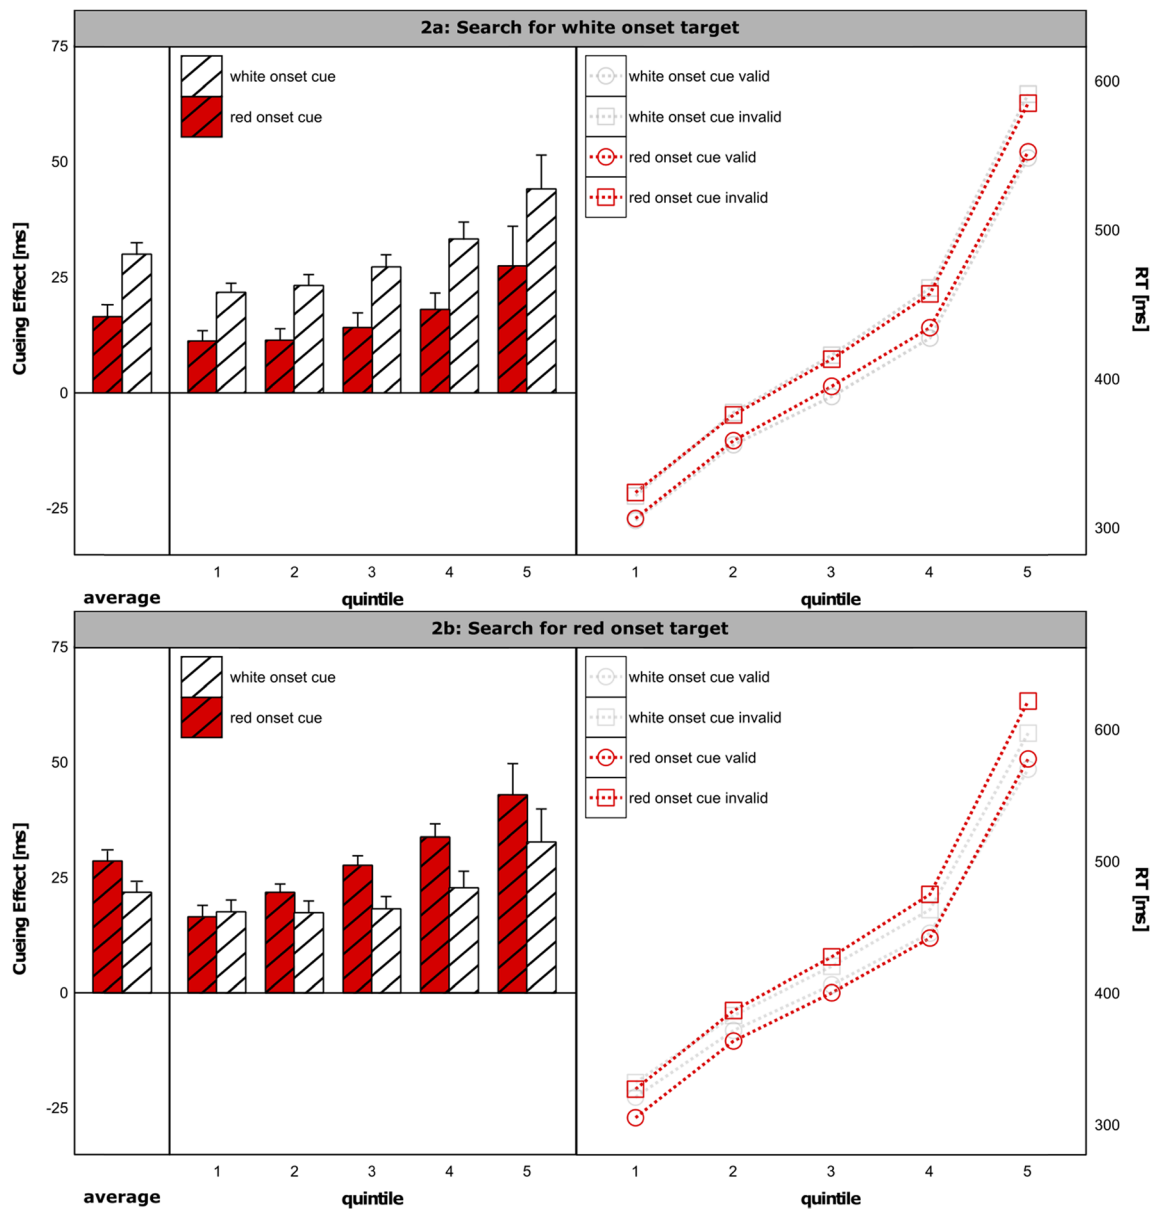 2a: Search for white onset target
75
50
25
0
-25
Cueing Effect [ms]
white onset cue
red onset cue
white onset cue valid
white onset cue invalid
red onset cue valid
red onset cue invalid
600
500
400
300
RT [ms]
1 2 3 4 5
1 2 3 4 5
average
quintile
quintile
2b: Search for red onset target
75
50
25
0
-25
Cueing Effect [ms]
white onset cue
red onset cue
white onset cue valid
white onset cue invalid
red onset cue valid
red onset cue invalid
600
500
400
300
RT [ms]
1 2 3 4 5
1 2 3 4 5
average
quintile
quintile